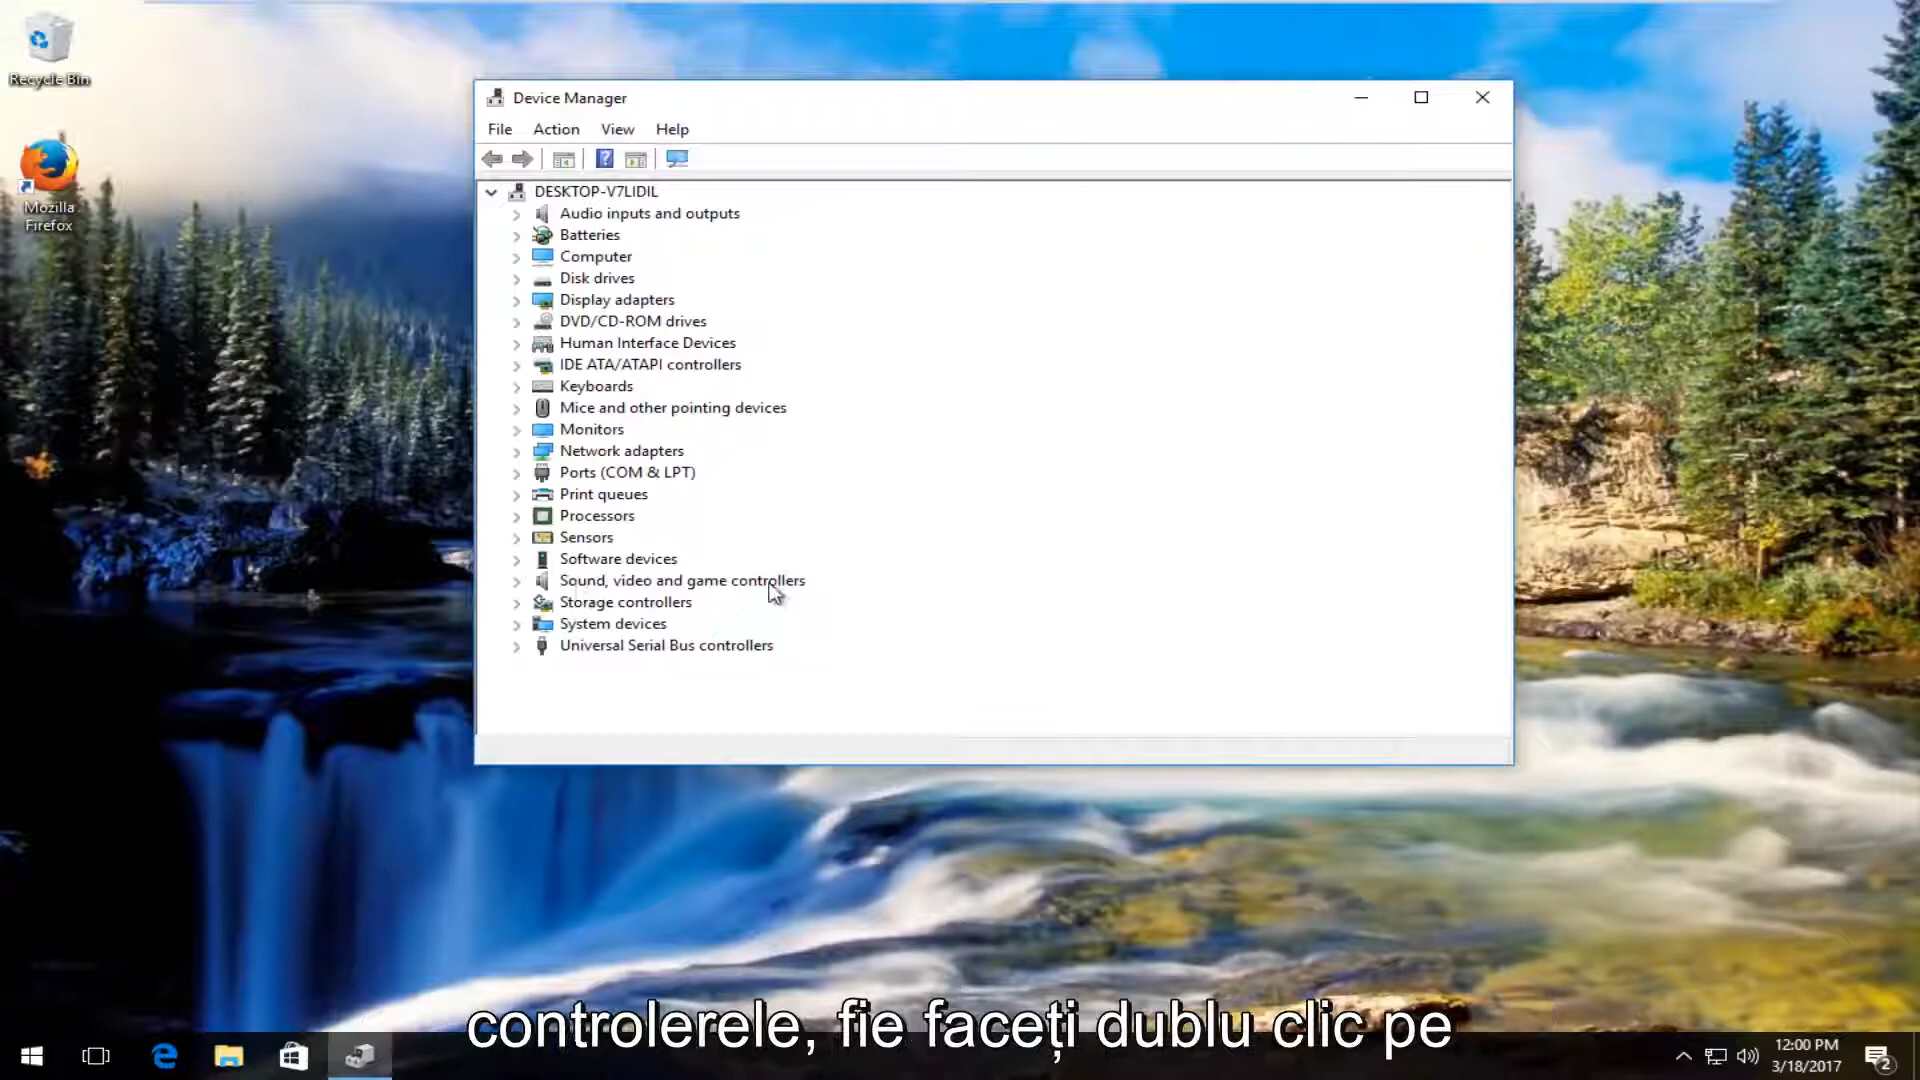 Recycle Bin
Mozilla
Firefox
Device Manager
File Action View Help
DESKTOP-V7LIDIL
Audio inputs and outputs
Batteries
Computer
Disk drives
Display adapters
DVD/CD-ROM drives
Human Interface Devices
IDE ATA/ATAPI controllers
Keyboards
Mice and other pointing devices
Monitors
Network adapters
Ports (COM & LPT)
Print queues
Processors
Sensors
Software devices
Sound, video and game controllers
Storage controllers
System devices
Universal Serial Bus controllers
controlerele, fie faceți dublu clic pe
12:00 PM
3/18/2017
2